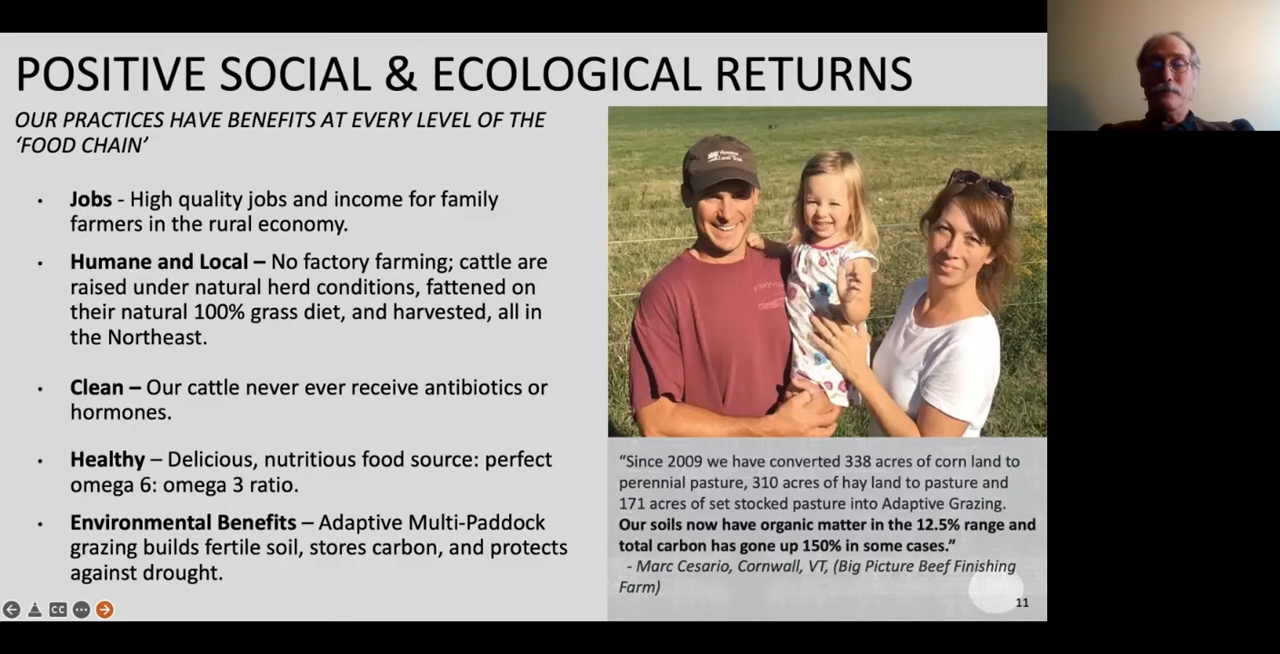 POSITIVE SOCIAL & ECOLOGICAL RETURNS
OUR PRACTICES HAVE BENEFITS AT EVERY LEVEL OF THE
‘FOOD CHAIN’
• Jobs - High quality jobs and income for family
farmers in the rural economy.
• Humane and Local – No factory farming; cattle are
raised under natural herd conditions, fattened on
their natural 100% grass diet, and harvested, all in
the Northeast.
• Clean – Our cattle never ever receive antibiotics or
hormones.
• Healthy – Delicious, nutritious food source: perfect
omega 6: omega 3 ratio.
• Environmental Benefits – Adaptive Multi-Paddock
grazing builds fertile soil, stores carbon, and protects
against drought.
“Since 2009 we have converted 338 acres of corn land to
perennial pasture, 310 acres of hay land to pasture and
171 acres of set stocked pasture into Adaptive Grazing.
Our soils now have organic matter in the 12.5% range and
total carbon has gone up 150% in some cases.”
- Marc Cesario, Cornwall, VT, (Big Picture Beef Finishing
Farm)
11
CC